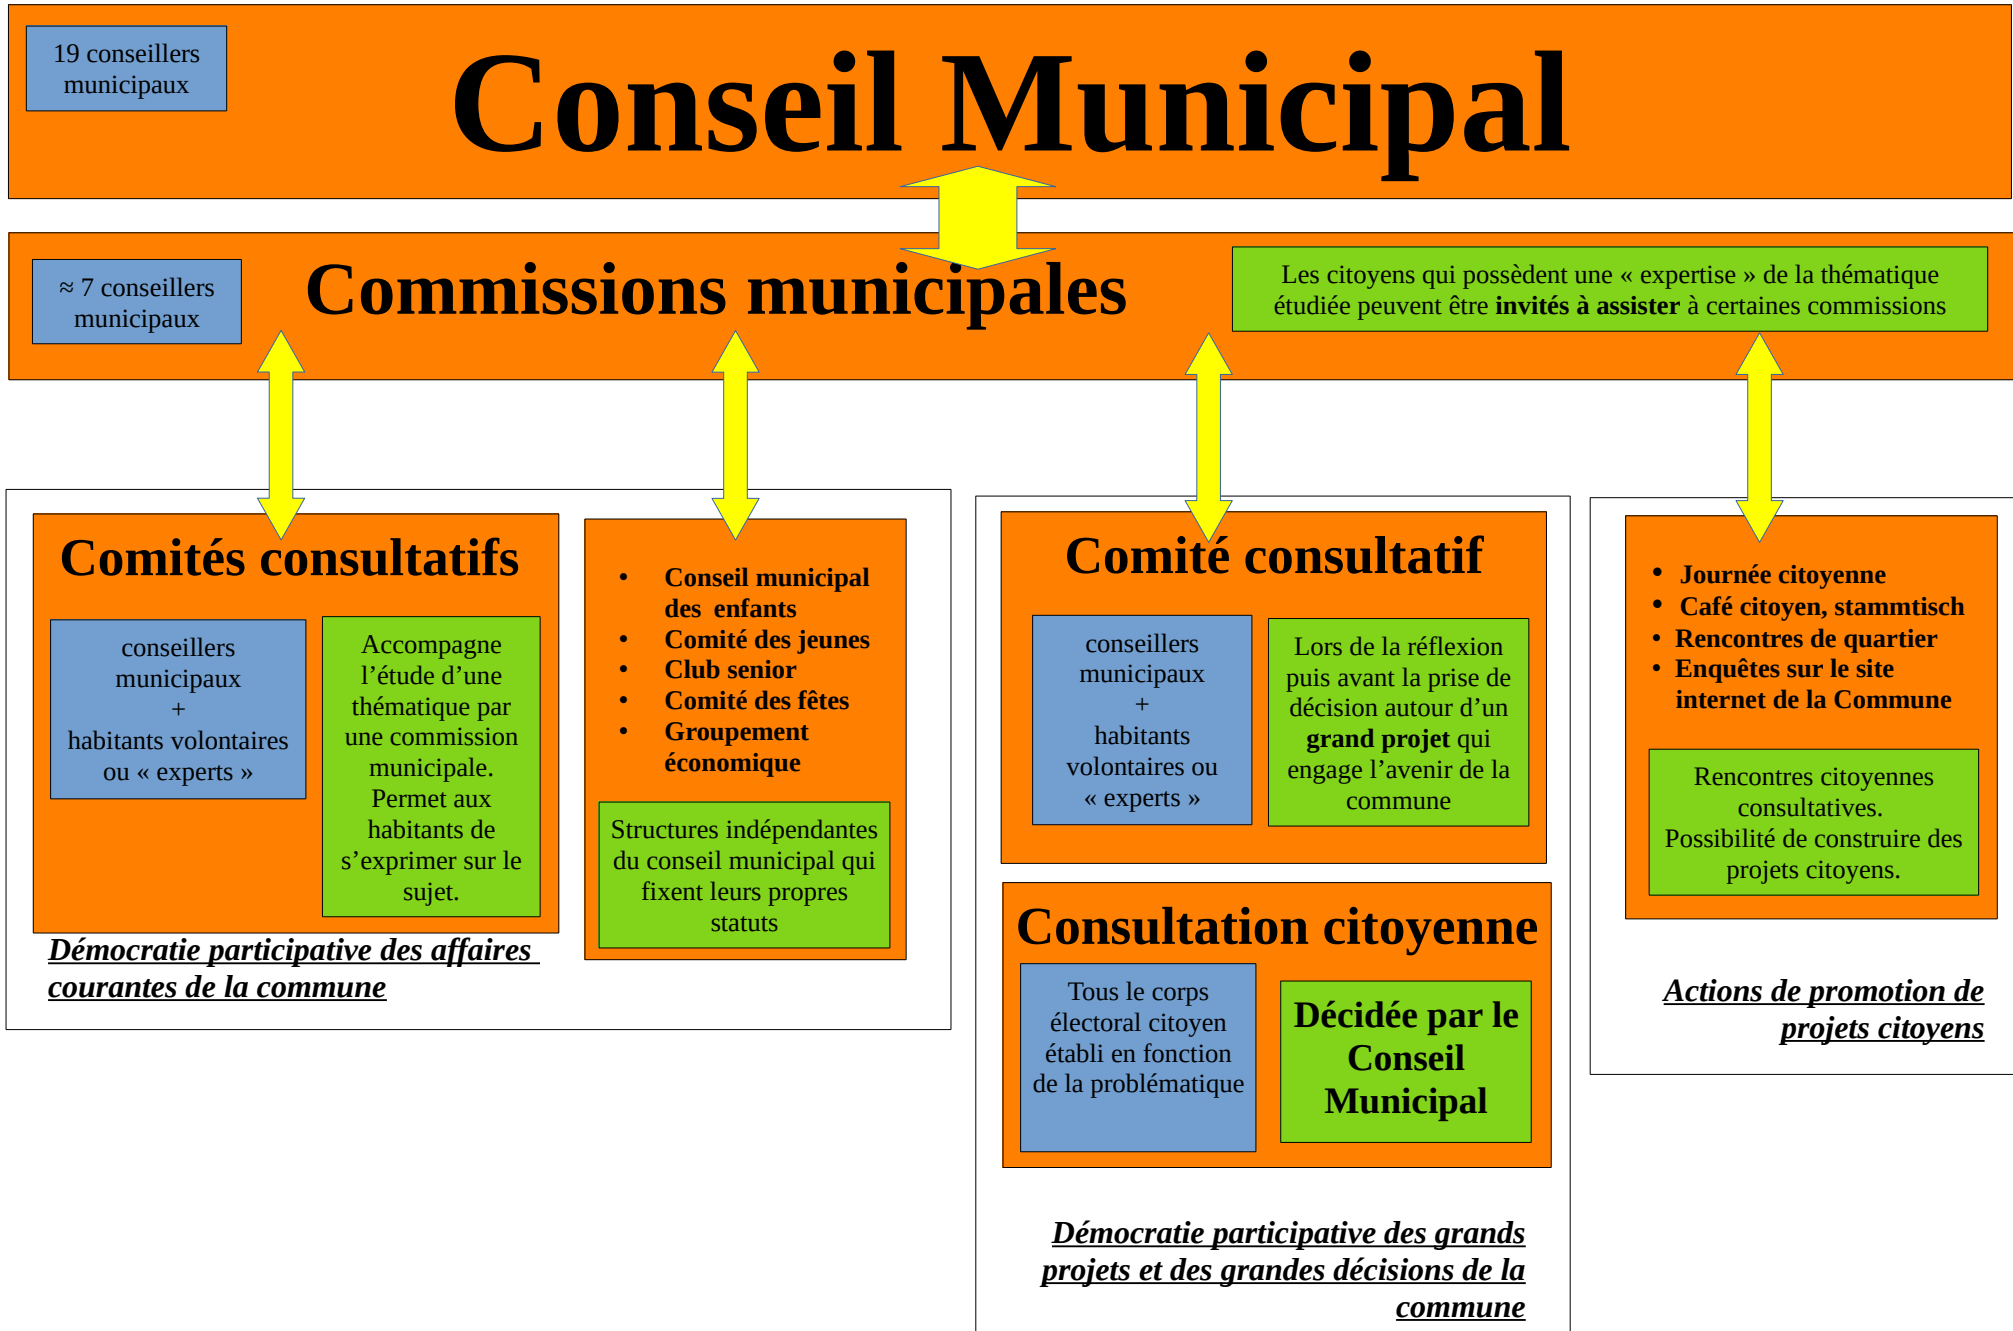 19 conseillers
municipaux
Conseil Municipal
≈ 7 conseillers
municipaux
Commissions municipales
Les citoyens qui possèdent une « expertise » de la thématique
étudiée peuvent être invités à assister à certaines commissions
Comités consultatifs
conseillers
municipaux
+
habitants volontaires
ou « experts »
Accompagne
l’étude d’une
thématique par
une commission
municipale.
Permet aux
habitants de
s’exprimer sur le
sujet.
• Conseil municipal
des enfants
• Comité des jeunes
• Club senior
• Comité des fêtes
• Groupement
économique
Structures indépendantes
du conseil municipal qui
fixent leurs propres
statuts
Démocratie participative des affaires
courantes de la commune
Comité consultatif
conseillers
municipaux
+
habitants
volontaires ou
« experts »
Lors de la réflexion
puis avant la prise de
décision autour d’un
grand projet qui
engage l’avenir de la
commune
Consultation citoyenne
Tous le corps
électoral citoyen
établi en fonction
de la problématique
Décidée par le
Conseil
Municipal
Démocratie participative des grands
projets et des grandes décisions de la
commune
• Journée citoyenne
• Café citoyen, stammtisch
• Rencontres de quartier
• Enquêtes sur le site
internet de la Commune
Rencontres citoyennes
consultatives.
Possibilité de construire des
projets citoyens.
Actions de promotion de
projets citoyens